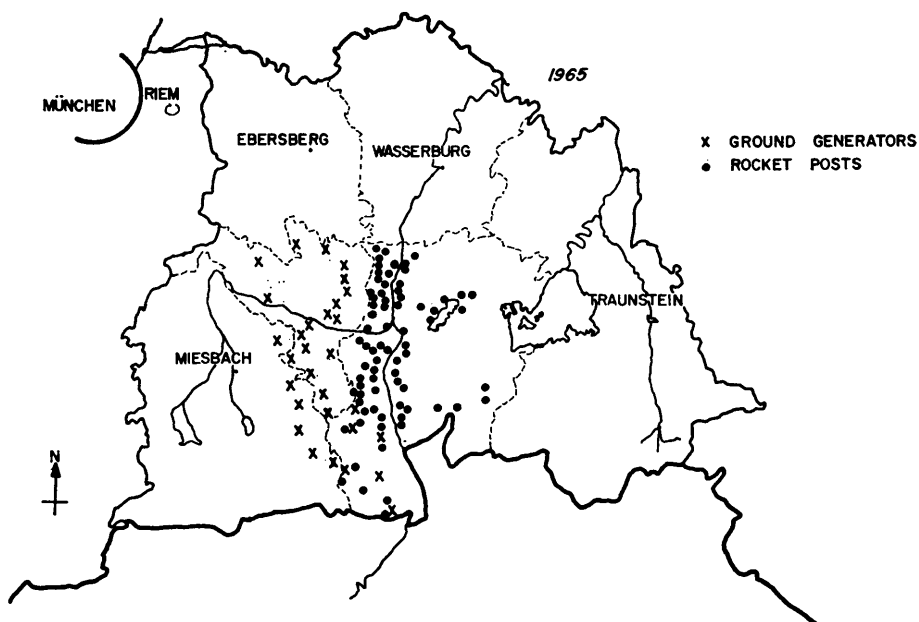 1965
MÜNCHEN
RIEM
EBERSBERG
WASSERBURG
X GROUND GENERATORS
● ROCKET POSTS
TRAUNSTEIN
MIESBACH
N